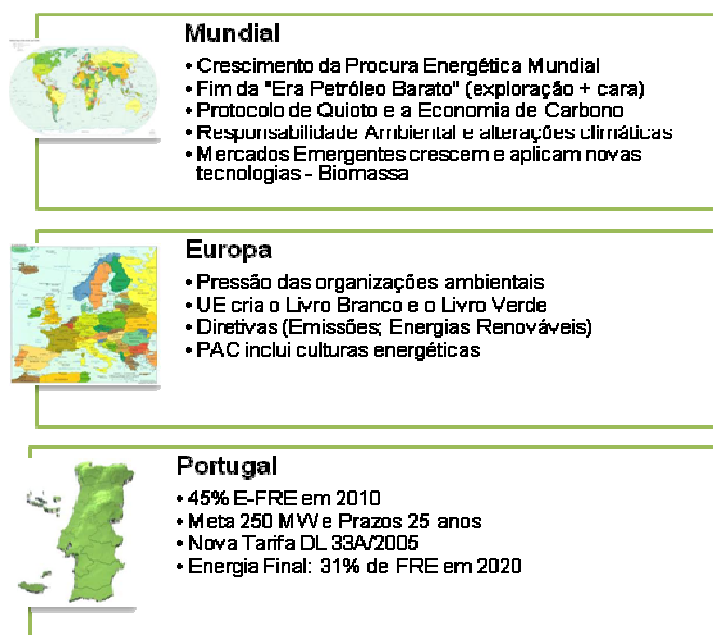 Mundial
• Crescimento da Procura Energética Mundial
• Fim da "Era Petróleo Barato" (exploração + cara)
• Protocolo de Quioto e a Economia de Carbono
• Responsabilidade Ambiental e alterações climáticas
• Mercados Emergentes crescem e aplicam novas
tecnologias - Biomassa
Europa
• Pressão das organizações ambientais
• UE cria o Livro Branco e o Livro Verde
• Diretivas (Emissões; Energias Renováveis)
• PAC inclui culturas energéticas
Portugal
• 45% E-FRE em 2010
• Meta 250 MW e Prazos 25 anos
• Nova Tarifa DL 33A/2005
• Energia Final: 31% de FRE em 2020